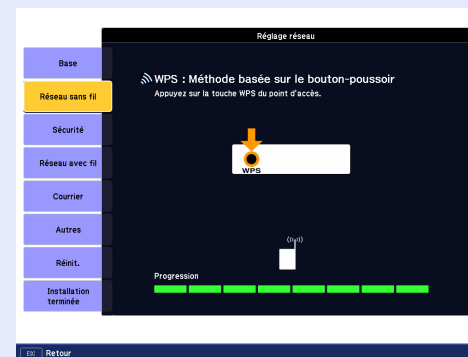 Réglage réseau
Base
Réseau sans fil
Sécurité
Réseau avec fil
Courrier
Autres
Réinit.
Installation
terminée
WPS : Méthode basée sur le bouton-poussoir
Appuyez sur la touche WPS du point d'accès.
WPS
Progression
ESC Retour